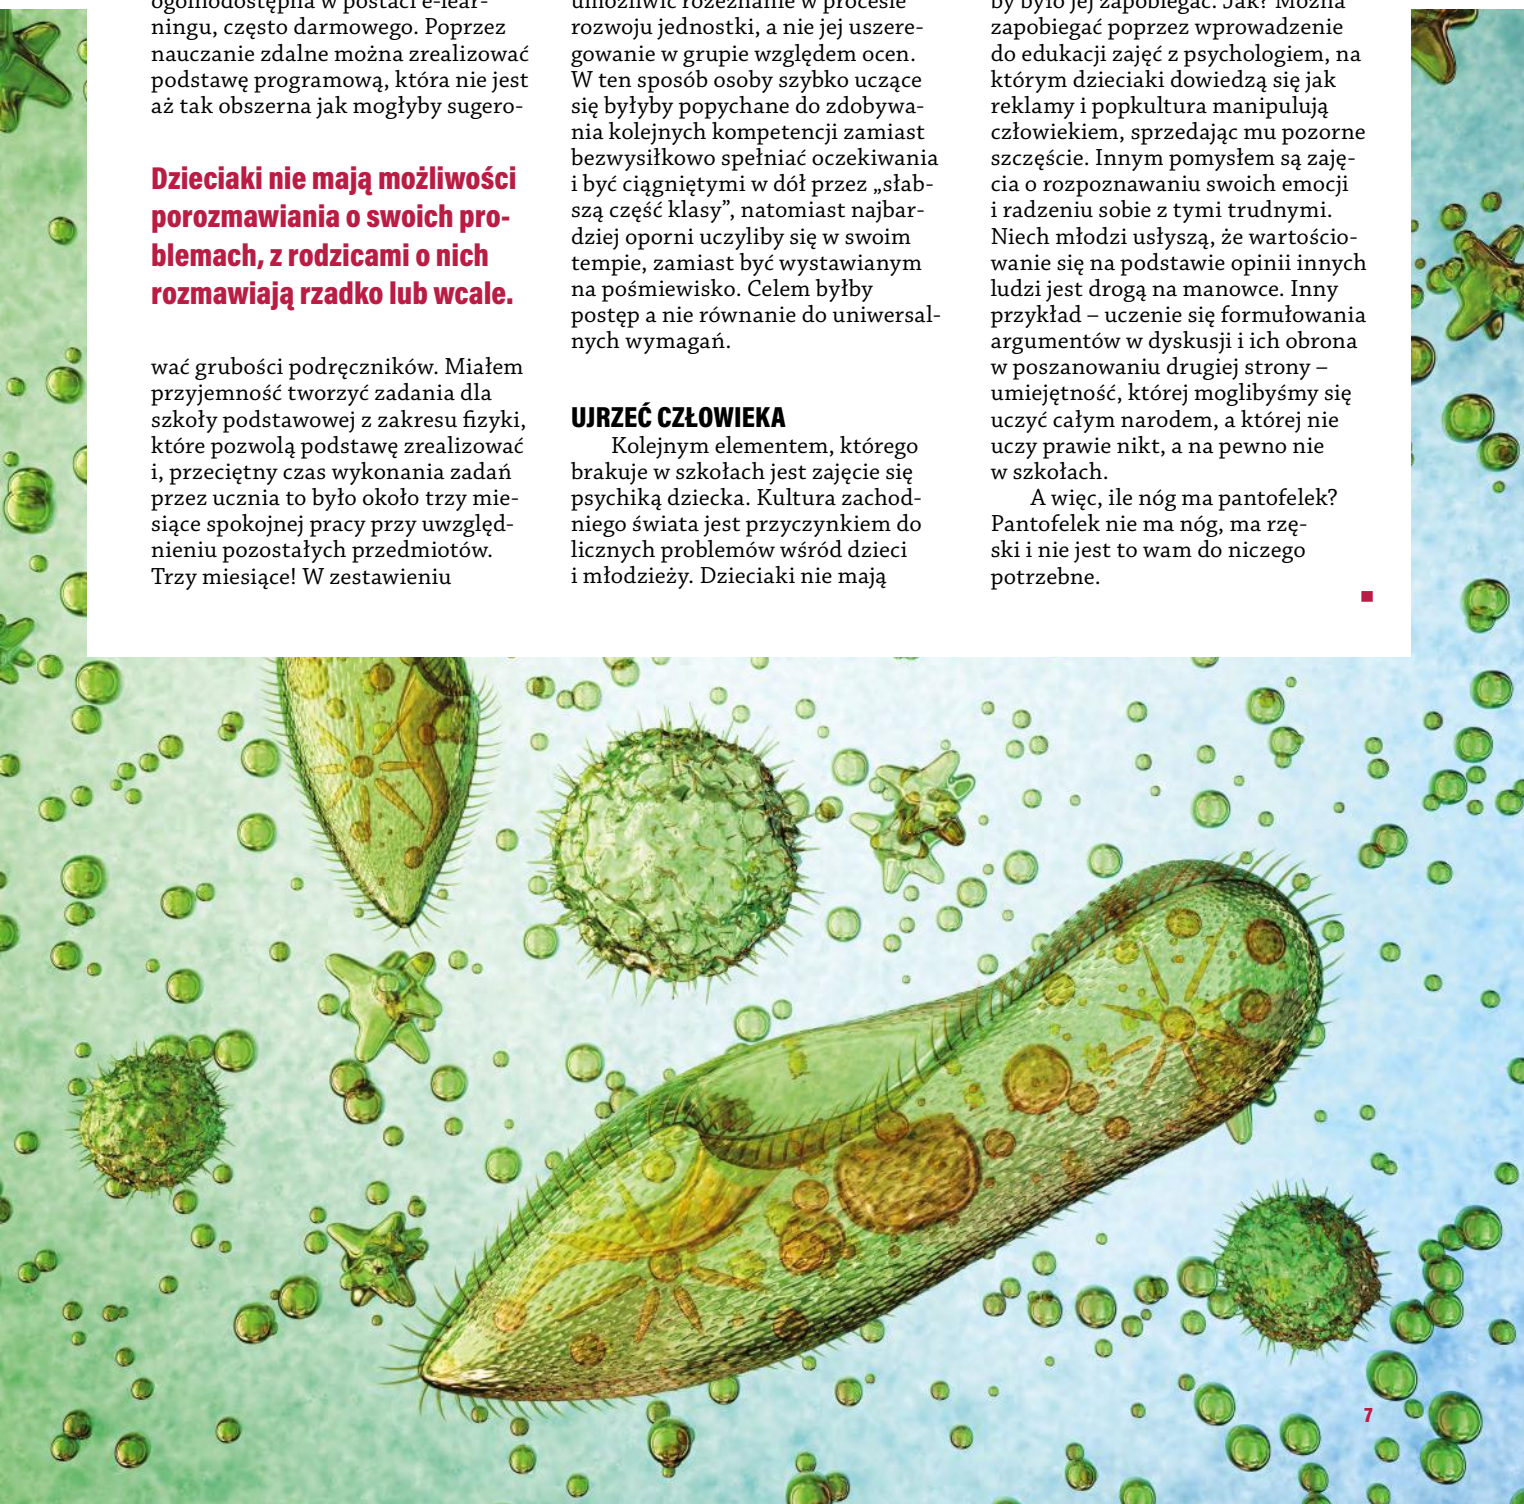 ogólnodostępna w postaci e-lear-
ningu, często darmowego. Poprzez
nauczanie zdalne można zrealizować
podstawę programową, która nie jest
aż tak obszerna jak mogłyby sugero-
Dzieciaki nie mają możliwości
porozmawiania o swoich pro-
blemach, z rodzicami o nich
rozmawiają rzadko lub wcale.
wać grubości podręczników. Miałem
przyjemność tworzyć zadania dla
szkoły podstawowej z zakresu fizyki,
które pozwolą podstawę zrealizować
i, przeciętny czas wykonania zadań
przez ucznia to było około trzy mie-
siące spokojnej pracy przy uwzględ-
nieniu pozostałych przedmiotów.
Trzy miesiące! W zestawieniu
umożliwić rozeznanie w procesie
rozwoju jednostki, a nie jej uszere-
gowanie w grupie względem ocen.
W ten sposób osoby szybko uczące
się byłyby popychane do zdobywa-
nia kolejnych kompetencji zamiast
bezwysiłkowo spełniać oczekiwania
i być ciągniętymi w dół przez „słab-
szą część klasy”, natomiast najbar-
dziej oporni uczyliby się w swoim
tempie, zamiast być wystawianym
na pośmiewisko. Celem byłby
postęp a nie równanie do uniwersal-
nych wymagań.
UJRZEĆ CZŁOWIEKA
Kolejnym elementem, którego
brakuje w szkołach jest zajęcie się
psychiką dziecka. Kultura zachod-
niego świata jest przyczynkiem do
licznych problemów wśród dzieci
i młodzieży. Dzieciaki nie mają
by było jej zapobiegać. Jak? Można
zapobiegać poprzez wprowadzenie
do edukacji zajęć z psychologiem, na
którym dzieciaki dowiedzą się jak
reklamy i popkultura manipulują
człowiekiem, sprzedając mu pozorne
szczęście. Innym pomysłem są zaję-
cia o rozpoznawaniu swoich emocji
i radzeniu sobie z tymi trudnymi.
Niech młodzi usłyszą, że wartościo-
wanie się na podstawie opinii innych
ludzi jest drogą na manowce. Inny
przykład – uczenie się formułowania
argumentów w dyskusji i ich obrona
w poszanowaniu drugiej strony –
umiejętność, której moglibyśmy się
uczyć całym narodem, a której nie
uczy prawie nikt, a na pewno nie
w szkołach.
A więc, ile nóg ma pantofelek?
Pantofelek nie ma nóg, ma rzę-
ski i nie jest to wam do niczego
potrzebne.
7